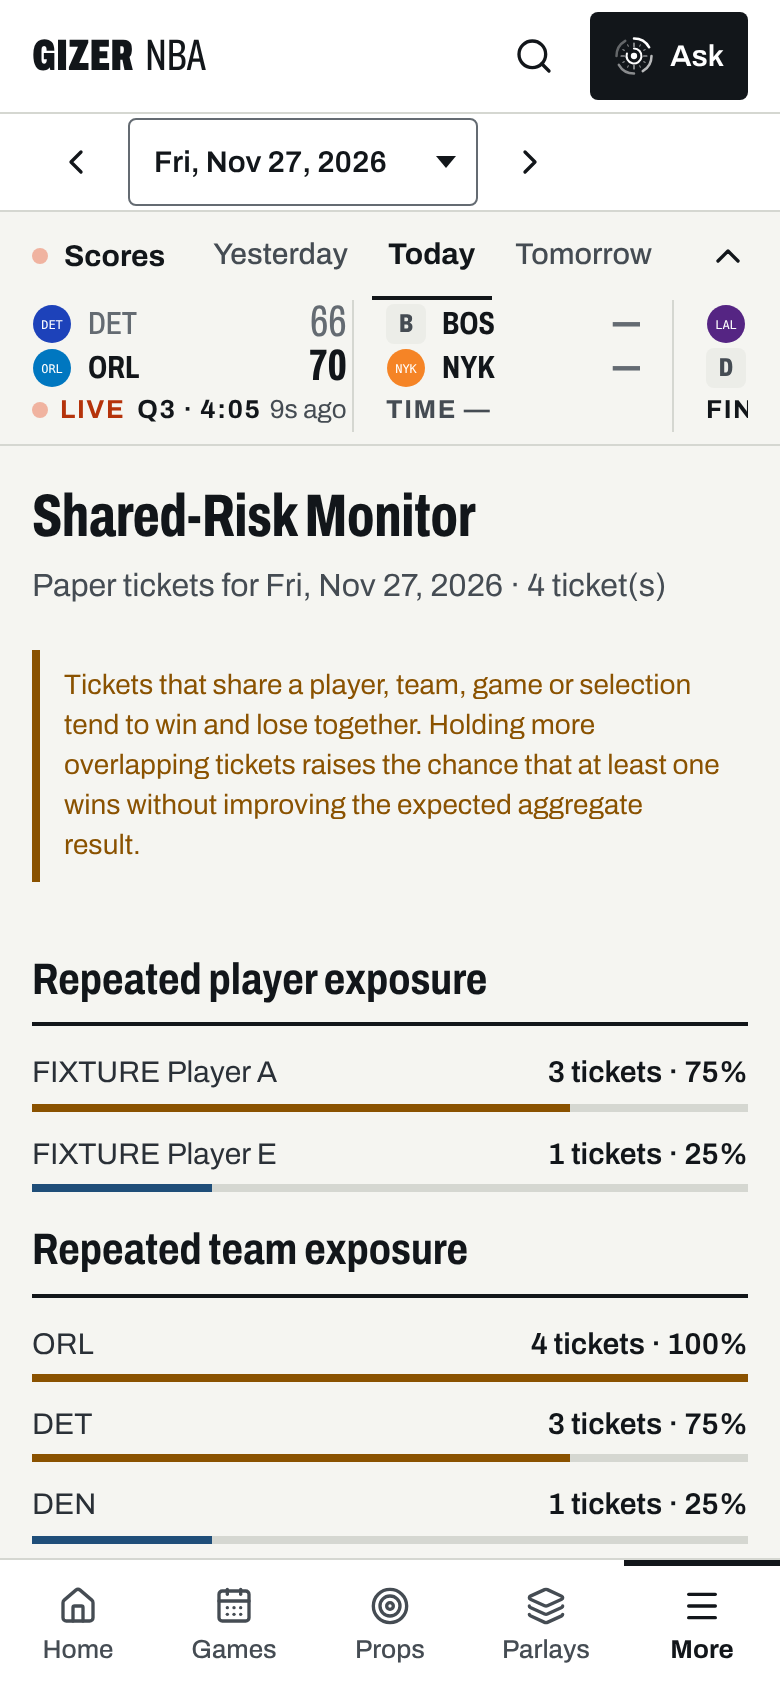 GIZER NBA
Ask
Fri, Nov 27, 2026
Scores Yesterday Today Tomorrow
DET DET 66
ORL ORL 70
LIVE Q3 · 4:05 9s ago
B BOS —
NYK NYK —
TIME —
LAL
D
FIN
Shared-Risk Monitor
Paper tickets for Fri, Nov 27, 2026 · 4 ticket(s)
Tickets that share a player, team, game or selection
tend to win and lose together. Holding more
overlapping tickets raises the chance that at least one
wins without improving the expected aggregate
result.
Repeated player exposure
FIXTURE Player A 3 tickets · 75%
FIXTURE Player E 1 tickets · 25%
Repeated team exposure
ORL 4 tickets · 100%
DET 3 tickets · 75%
DEN 1 tickets · 25%
Home Games Props Parlays More